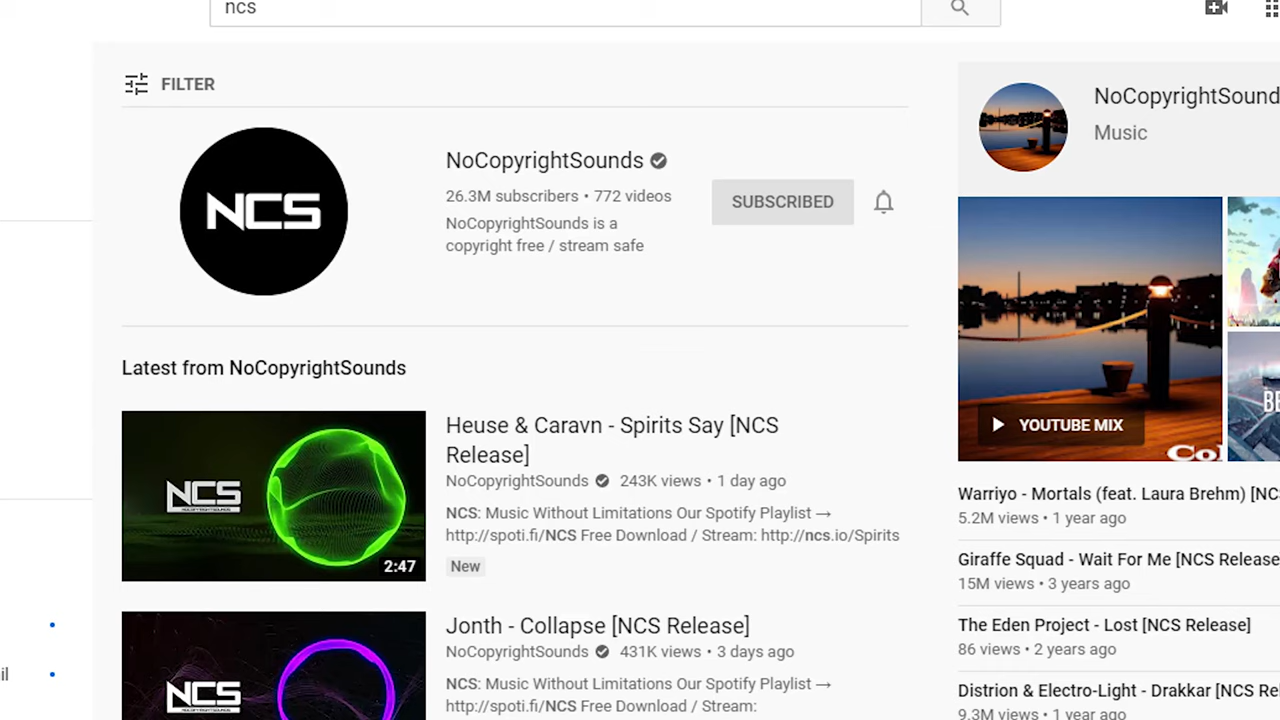 ncs
FILTER
NCS
NoCopyrightSounds
26.3M subscribers • 772 videos
NoCopyrightSounds is a
copyright free / stream safe
SUBSCRIBED
Latest from NoCopyrightSounds
NCS
2:47
Heuse & Caravn - Spirits Say [NCS
Release]
NoCopyrightSounds 243K views • 1 day ago
NCS: Music Without Limitations Our Spotify Playlist →
http://spoti.fi/NCS Free Download / Stream: http://ncs.io/Spirits
New
NCS
Jonth - Collapse [NCS Release]
NoCopyrightSounds 431K views • 3 days ago
NCS: Music Without Limitations Our Spotify Playlist →
http://spoti.fi/NCS Free Download / Stream:
NoCopyrightSound
Music
YOUTUBE MIX
Warriyo - Mortals (feat. Laura Brehm) [NC
5.2M views • 1 year ago
Giraffe Squad - Wait For Me [NCS Release
15M views • 3 years ago
The Eden Project - Lost [NCS Release]
86 views • 2 years ago
Distrion & Electro-Light - Drakkar [NCS Re
9.3M views • 1 year ago